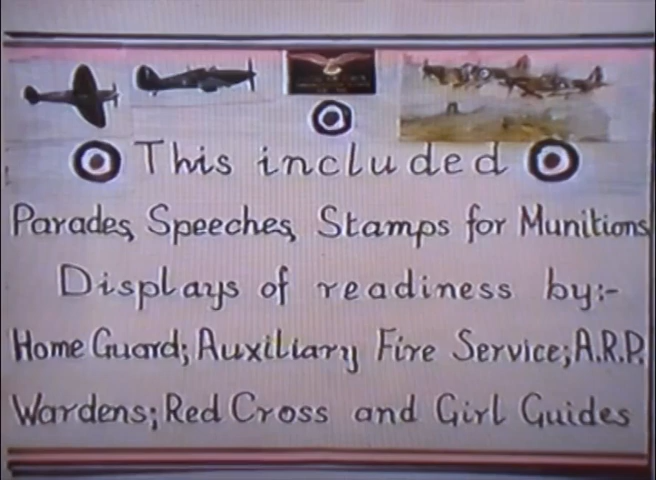 This included
Parades, Speeches, Stamps for Munitions
Displays of readiness by:-
Home Guard; Auxiliary Fire Service; A.R.P.
Wardens; Red Cross and Girl Guides